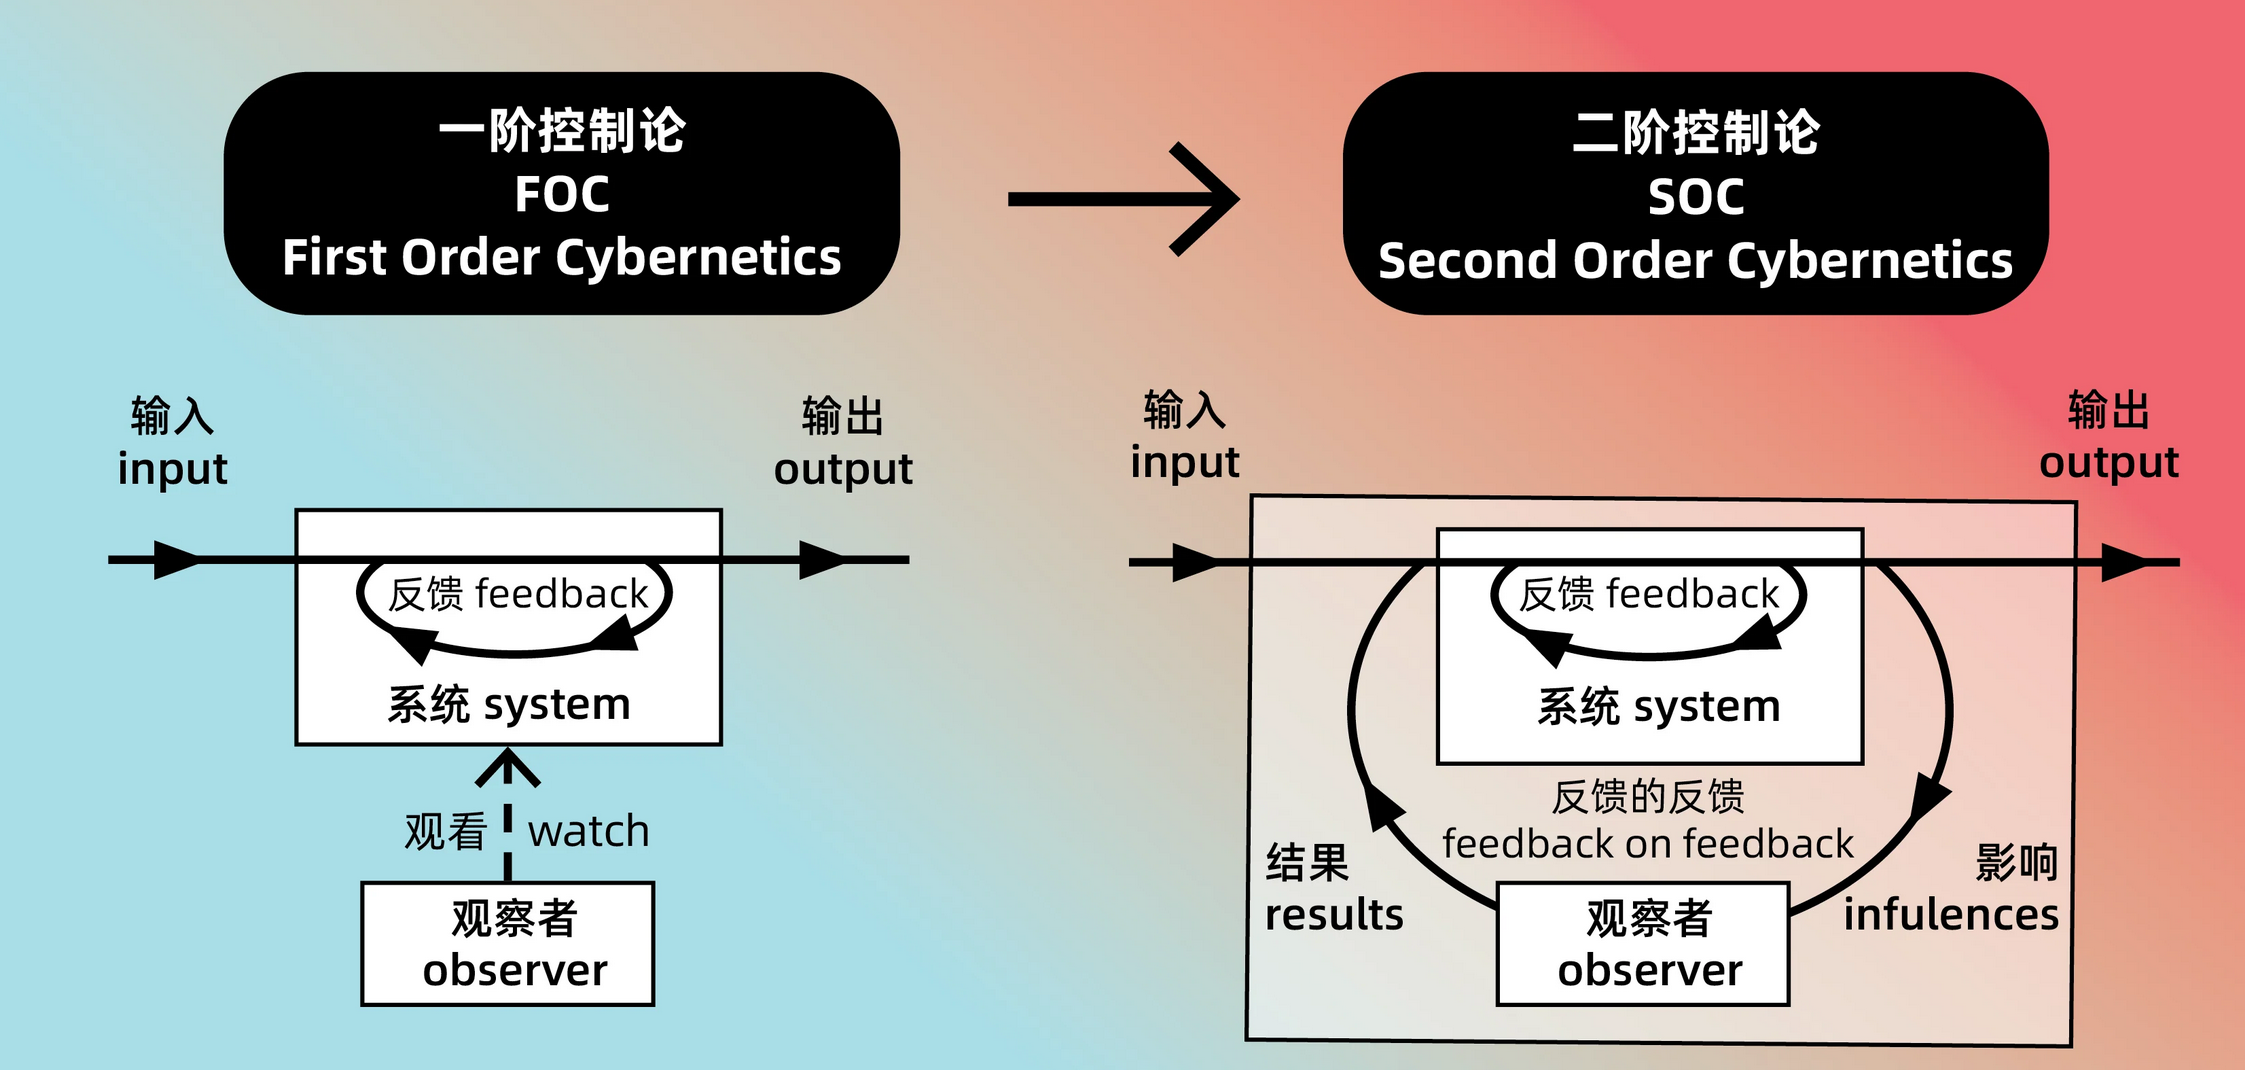 一阶控制论
FOC
First Order Cybernetics
二阶控制论
SOC
Second Order Cybernetics
输入
input
输出
output
反馈 feedback
系统 system
观看 watch
观察者
observer
输入
input
输出
output
反馈 feedback
系统 system
反馈的反馈
feedback on feedback
结果
results
影响
infulences
观察者
observer